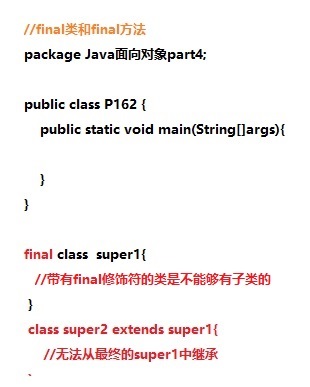 //final类和final方法
package Java面向对象part4;
public class P162 {
public static void main(String[]args){
}
}
final class super1{
//带有final修饰符的类是不能够有子类的
}
class super2 extends super1{
//无法从最终的super1中继承